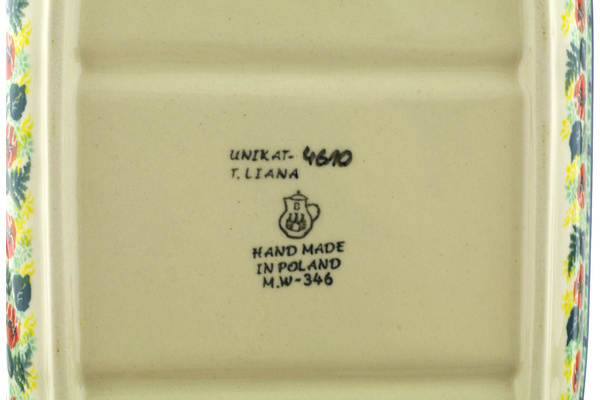 UNIKAT- 4610
T. LIANA
B
HAND MADE
IN POLAND
M.W-346